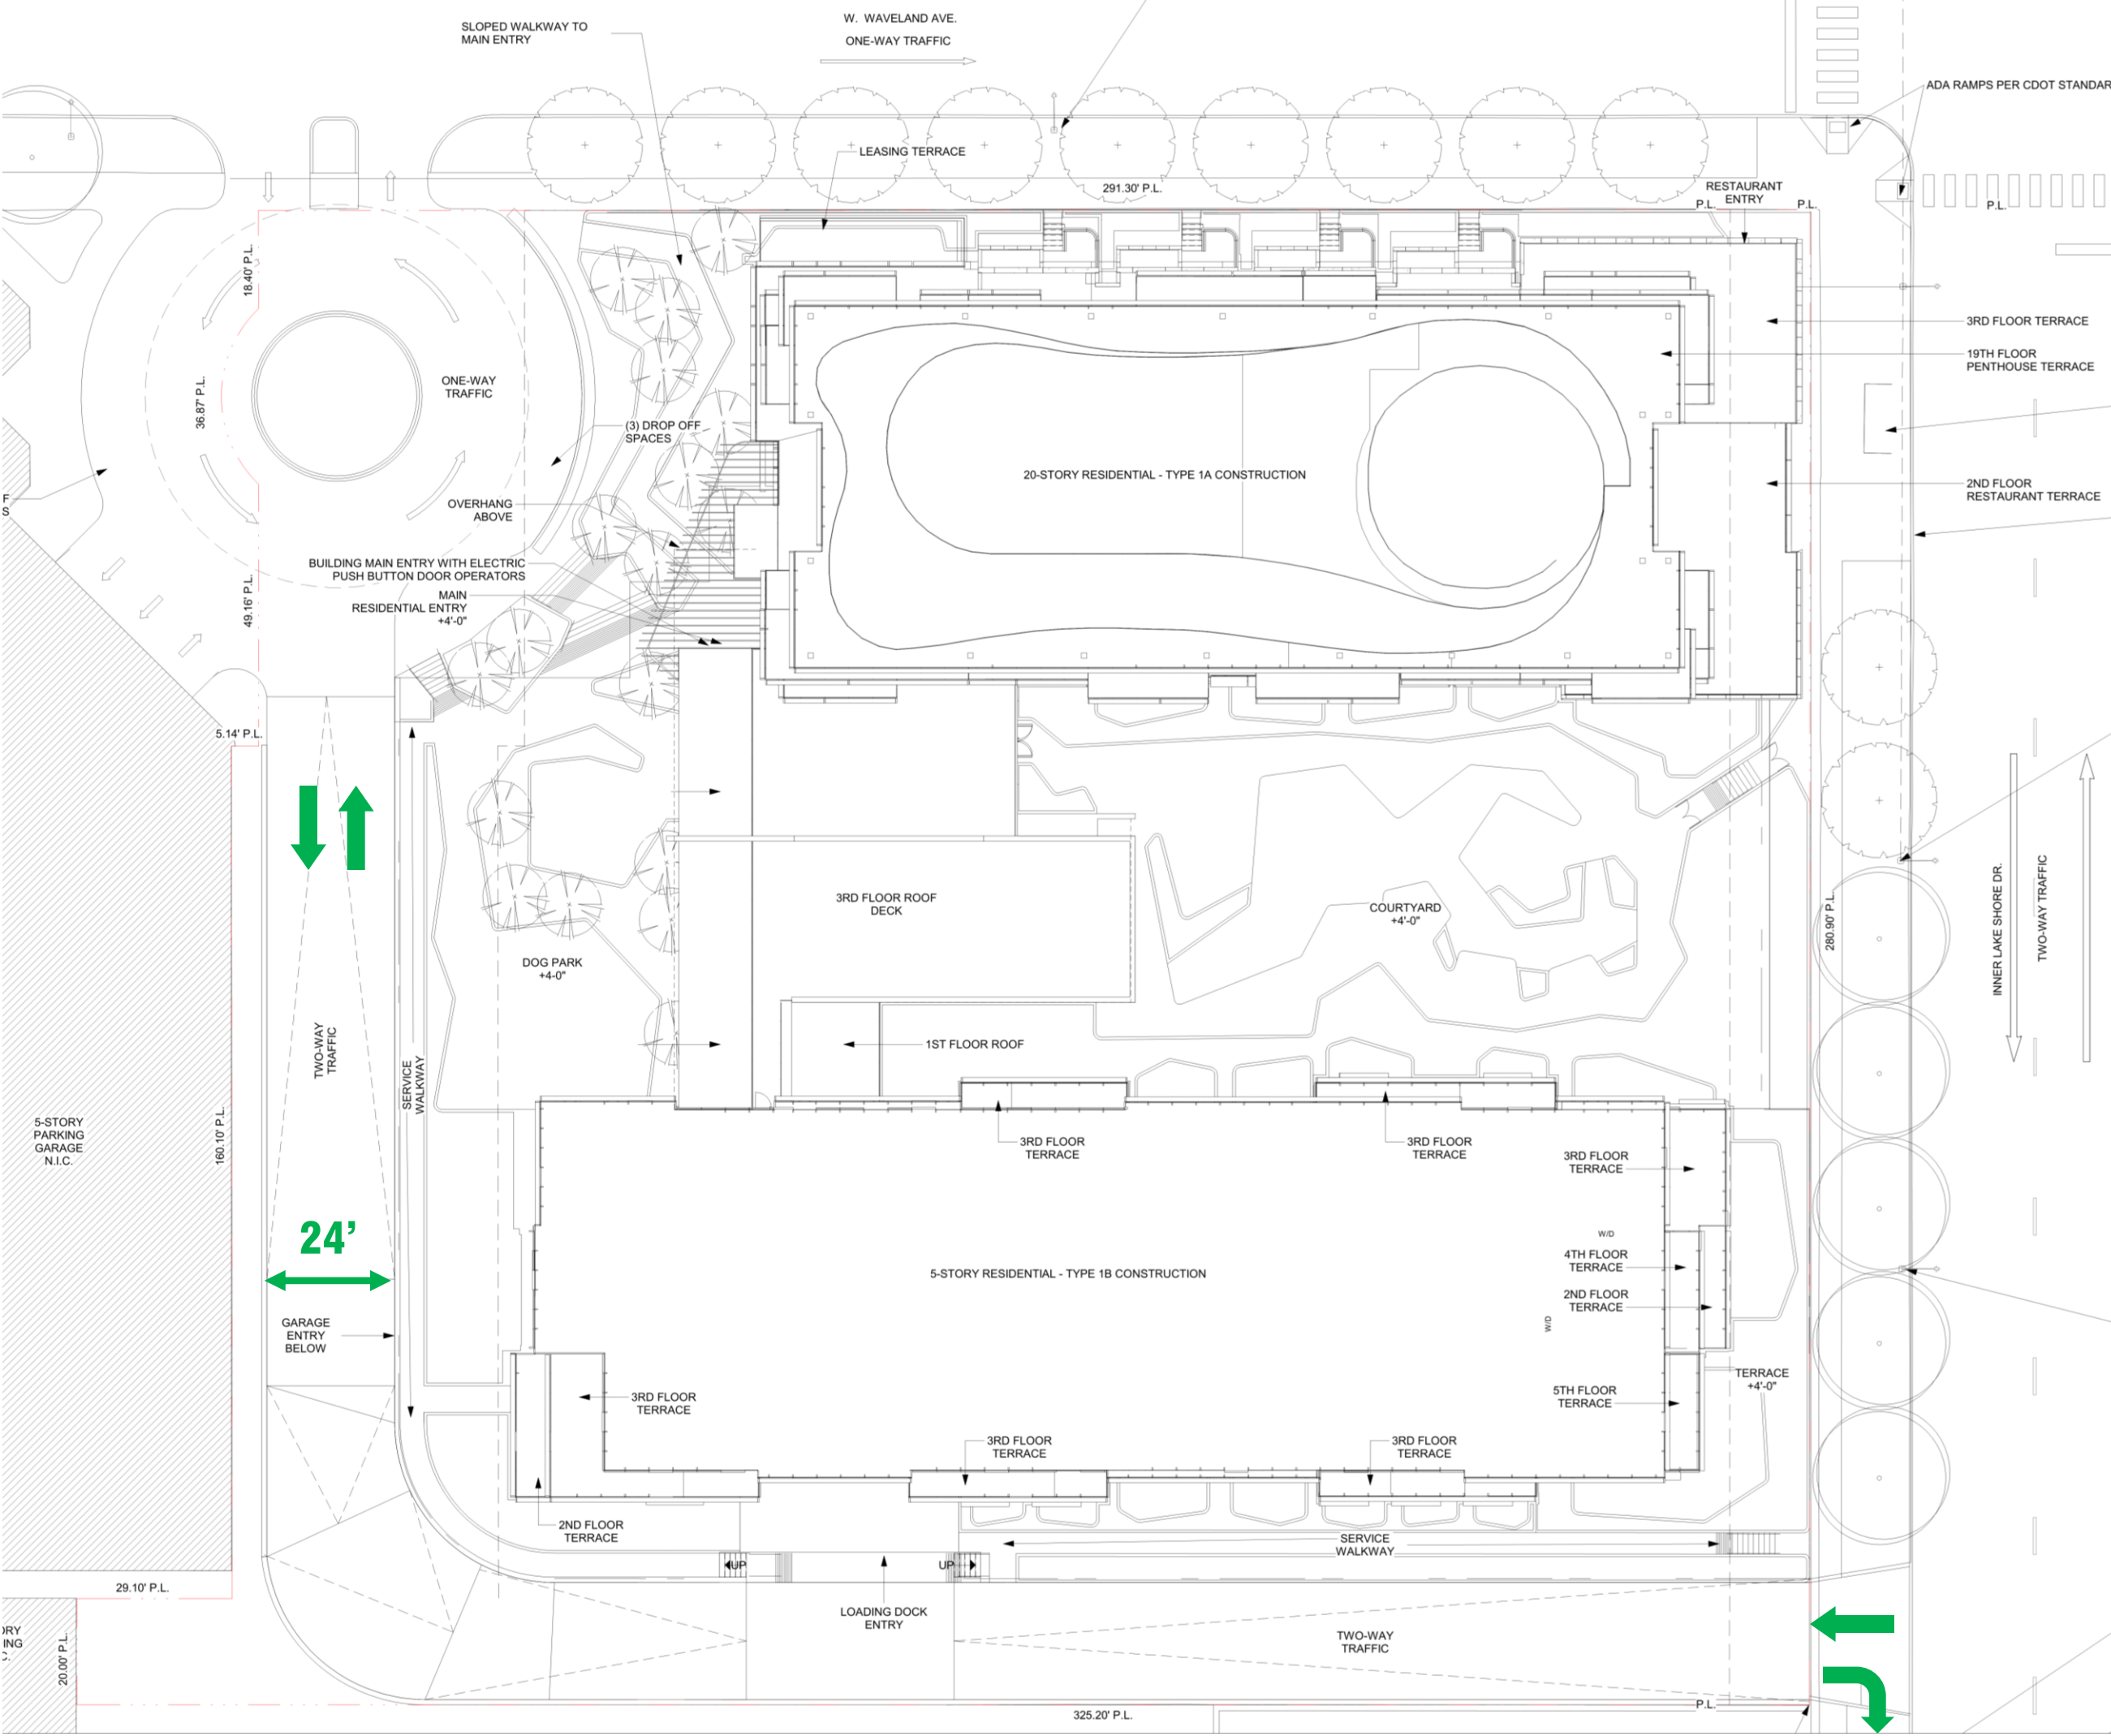 W. WAVELAND AVE.
ONE-WAY TRAFFIC
SLOPED WALKWAY TO
MAIN ENTRY
ADA RAMPS PER CDOT STANDAR
LEASING TERRACE
291.30' P.L.
RESTAURANT
ENTRY
P.L.
P.L.
P.L.
18.40' P.L.
36.87' P.L.
49.16' P.L.
ONE-WAY
TRAFFIC
(3) DROP OFF
SPACES
3RD FLOOR TERRACE
19TH FLOOR
PENTHOUSE TERRACE
20-STORY RESIDENTIAL - TYPE 1A CONSTRUCTION
2ND FLOOR
RESTAURANT TERRACE
F
S
OVERHANG
ABOVE
BUILDING MAIN ENTRY WITH ELECTRIC
PUSH BUTTON DOOR OPERATORS
MAIN
RESIDENTIAL ENTRY
+4'-0"
5.14' P.L.
3RD FLOOR ROOF
DECK
COURTYARD
+4'-0"
280.90' P.L.
INNER LAKE SHORE DR.
TWO-WAY TRAFFIC
DOG PARK
+4-0"
1ST FLOOR ROOF
TWO-WAY
TRAFFIC
SERVICE
WALKWAY
5-STORY
PARKING
GARAGE
N.I.C.
160.10' P.L.
3RD FLOOR
TERRACE
3RD FLOOR
TERRACE
3RD FLOOR
TERRACE
24'
W/D
4TH FLOOR
TERRACE
5-STORY RESIDENTIAL - TYPE 1B CONSTRUCTION
2ND FLOOR
TERRACE
W/D
GARAGE
ENTRY
BELOW
TERRACE
+4'-0"
5TH FLOOR
TERRACE
3RD FLOOR
TERRACE
3RD FLOOR
TERRACE
3RD FLOOR
TERRACE
2ND FLOOR
TERRACE
SERVICE
WALKWAY
UP
UP
29.10' P.L.
LOADING DOCK
ENTRY
TWO-WAY
TRAFFIC
ORY
ING
20.00' P.L.
P.L.
325.20' P.L.